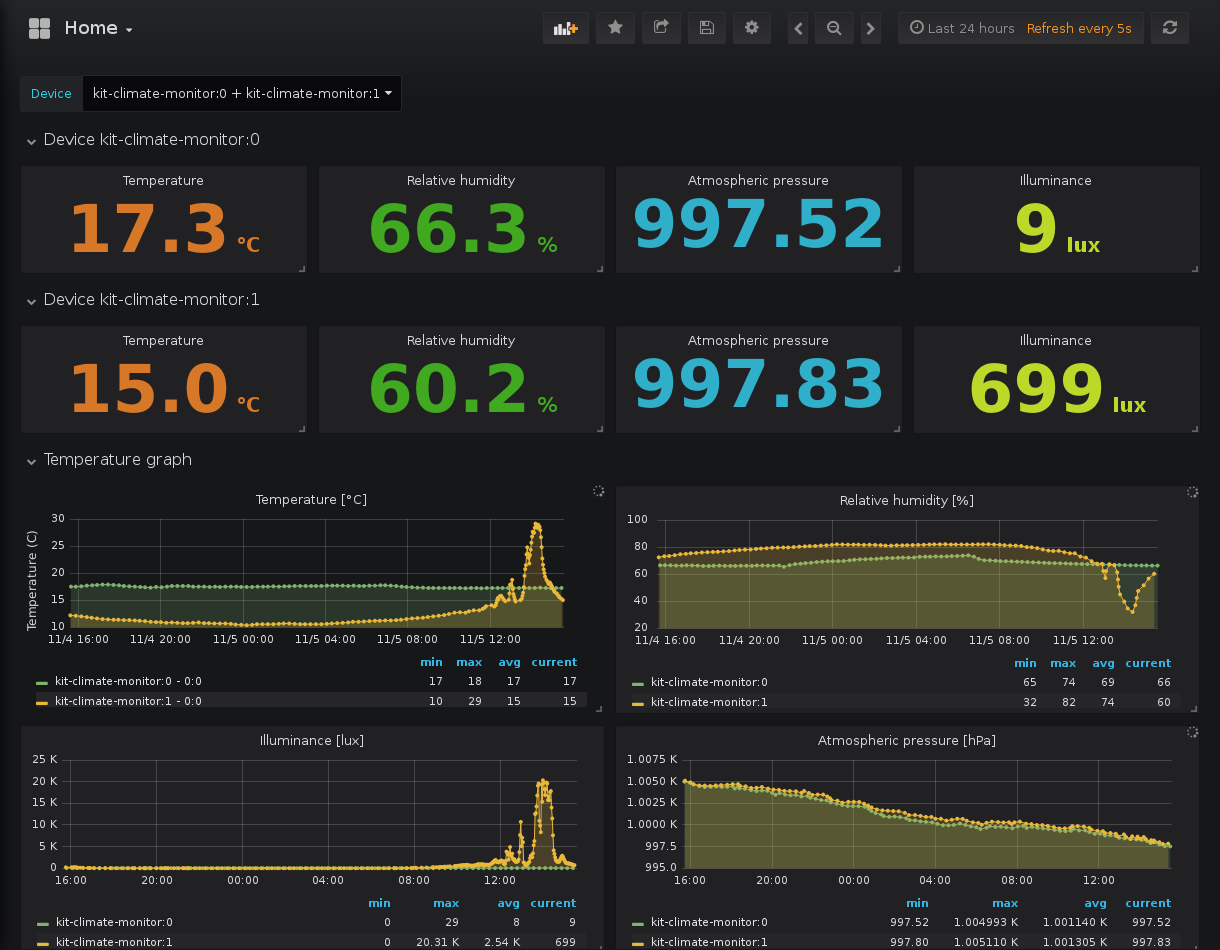 Home
Last 24 hours Refresh every 5s
Device kit-climate-monitor:0 + kit-climate-monitor:1
Device kit-climate-monitor:0
Temperature Relative humidity Atmospheric pressure Illuminance
17.3 °C 66.3 % 997.52 9 lux
Device kit-climate-monitor:1
Temperature Relative humidity Atmospheric pressure Illuminance
15.0 °C 60.2 % 997.83 699 lux
Temperature graph
Temperature [°C]
Temperature (C)
30
25
20
15
10
11/4 16:00 11/4 20:00 11/5 00:00 11/5 04:00 11/5 08:00 11/5 12:00
min max avg current
kit-climate-monitor:0 - 0:0 17 18 17 17
kit-climate-monitor:1 - 0:0 10 29 15 15
Relative humidity [%]
100
80
60
40
20
11/4 16:00 11/4 20:00 11/5 00:00 11/5 04:00 11/5 08:00 11/5 12:00
min max avg current
kit-climate-monitor:0 65 74 69 66
kit-climate-monitor:1 32 82 74 60
Illuminance [lux]
25 K
20 K
15 K
10 K
5 K
0
16:00 20:00 00:00 04:00 08:00 12:00
min max avg current
kit-climate-monitor:0 0 29 8 9
kit-climate-monitor:1 0 20.31 K 2.54 K 699
Atmospheric pressure [hPa]
1.0075 K
1.0050 K
1.0025 K
1.0000 K
997.5
995.0
16:00 20:00 00:00 04:00 08:00 12:00
min max avg current
kit-climate-monitor:0 997.52 1.004993 K 1.001140 K 997.52
kit-climate-monitor:1 997.80 1.005110 K 1.001305 K 997.83